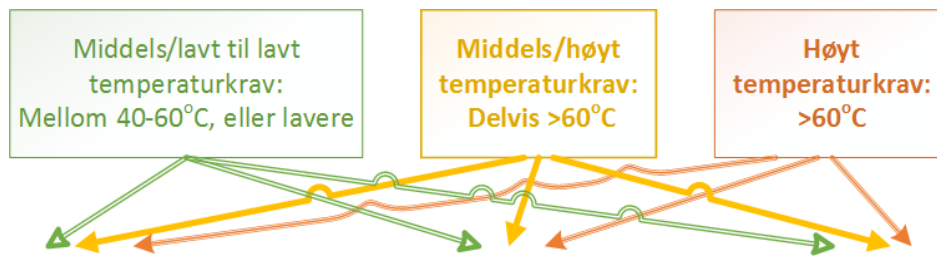 Middels/lavt til lavt
temperaturkrav:
Mellom 40-60°C, eller lavere
Middels/høyt
temperaturkrav:
Delvis >60°C
Høyt
temperaturkrav:
>60°C